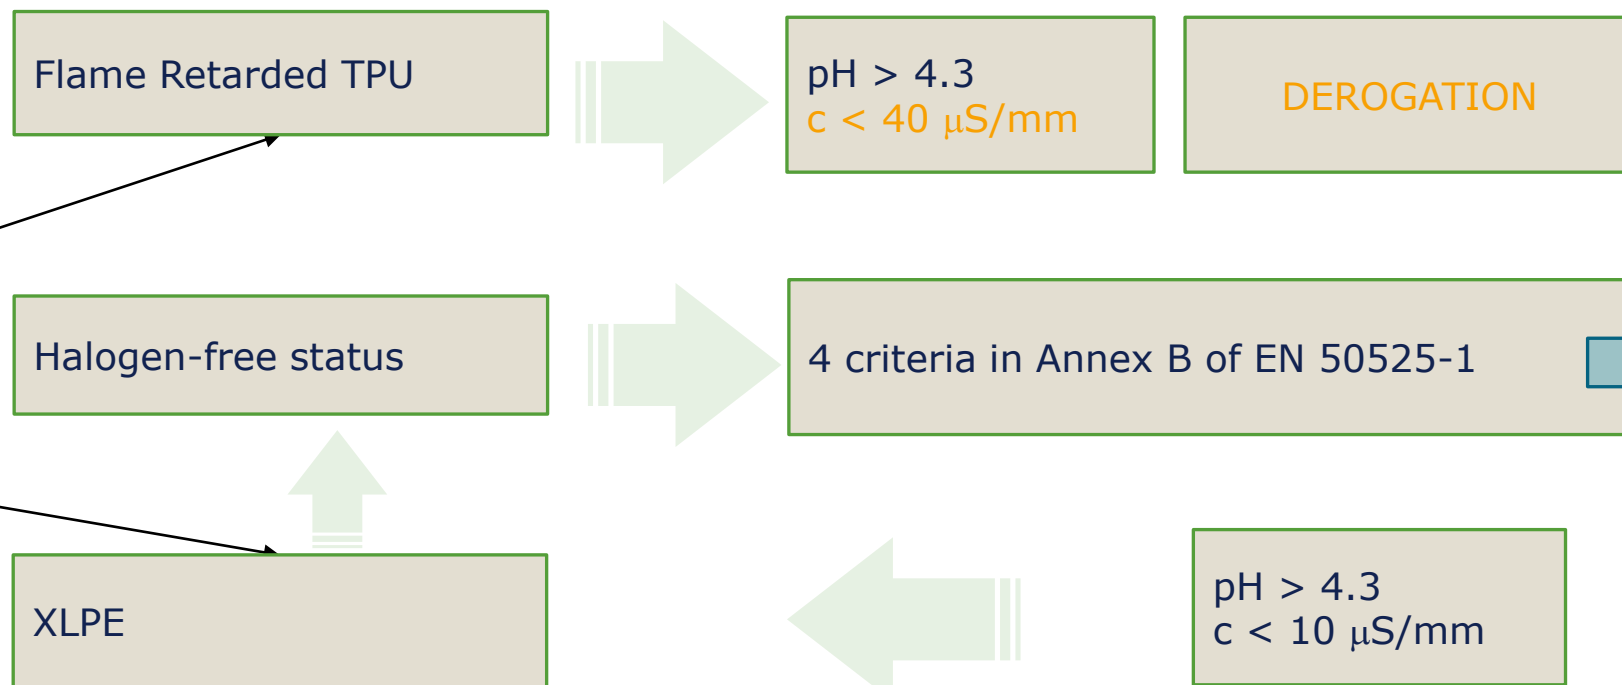 Flame Retarded TPU
pH > 4.3
c < 40 μS/mm
DEROGATION
Halogen-free status
4 criteria in Annex B of EN 50525-1
XLPE
pH > 4.3
c < 10 μS/mm